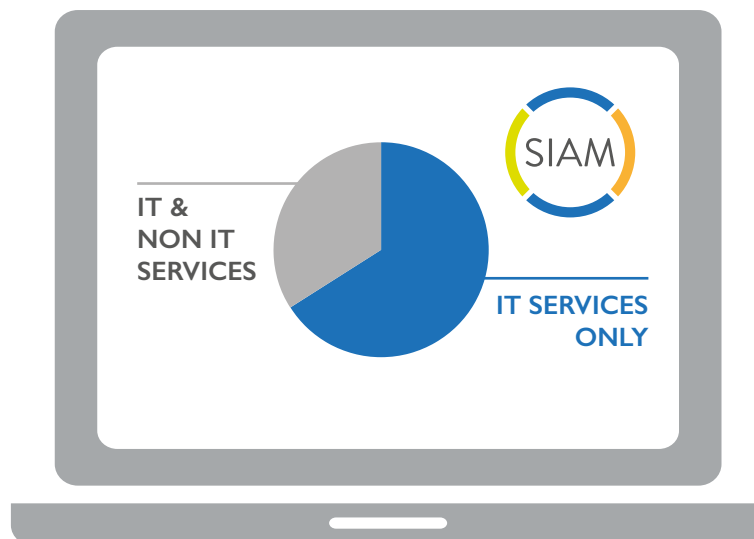 SIAM
IT &
NON IT
SERVICES
IT SERVICES
ONLY